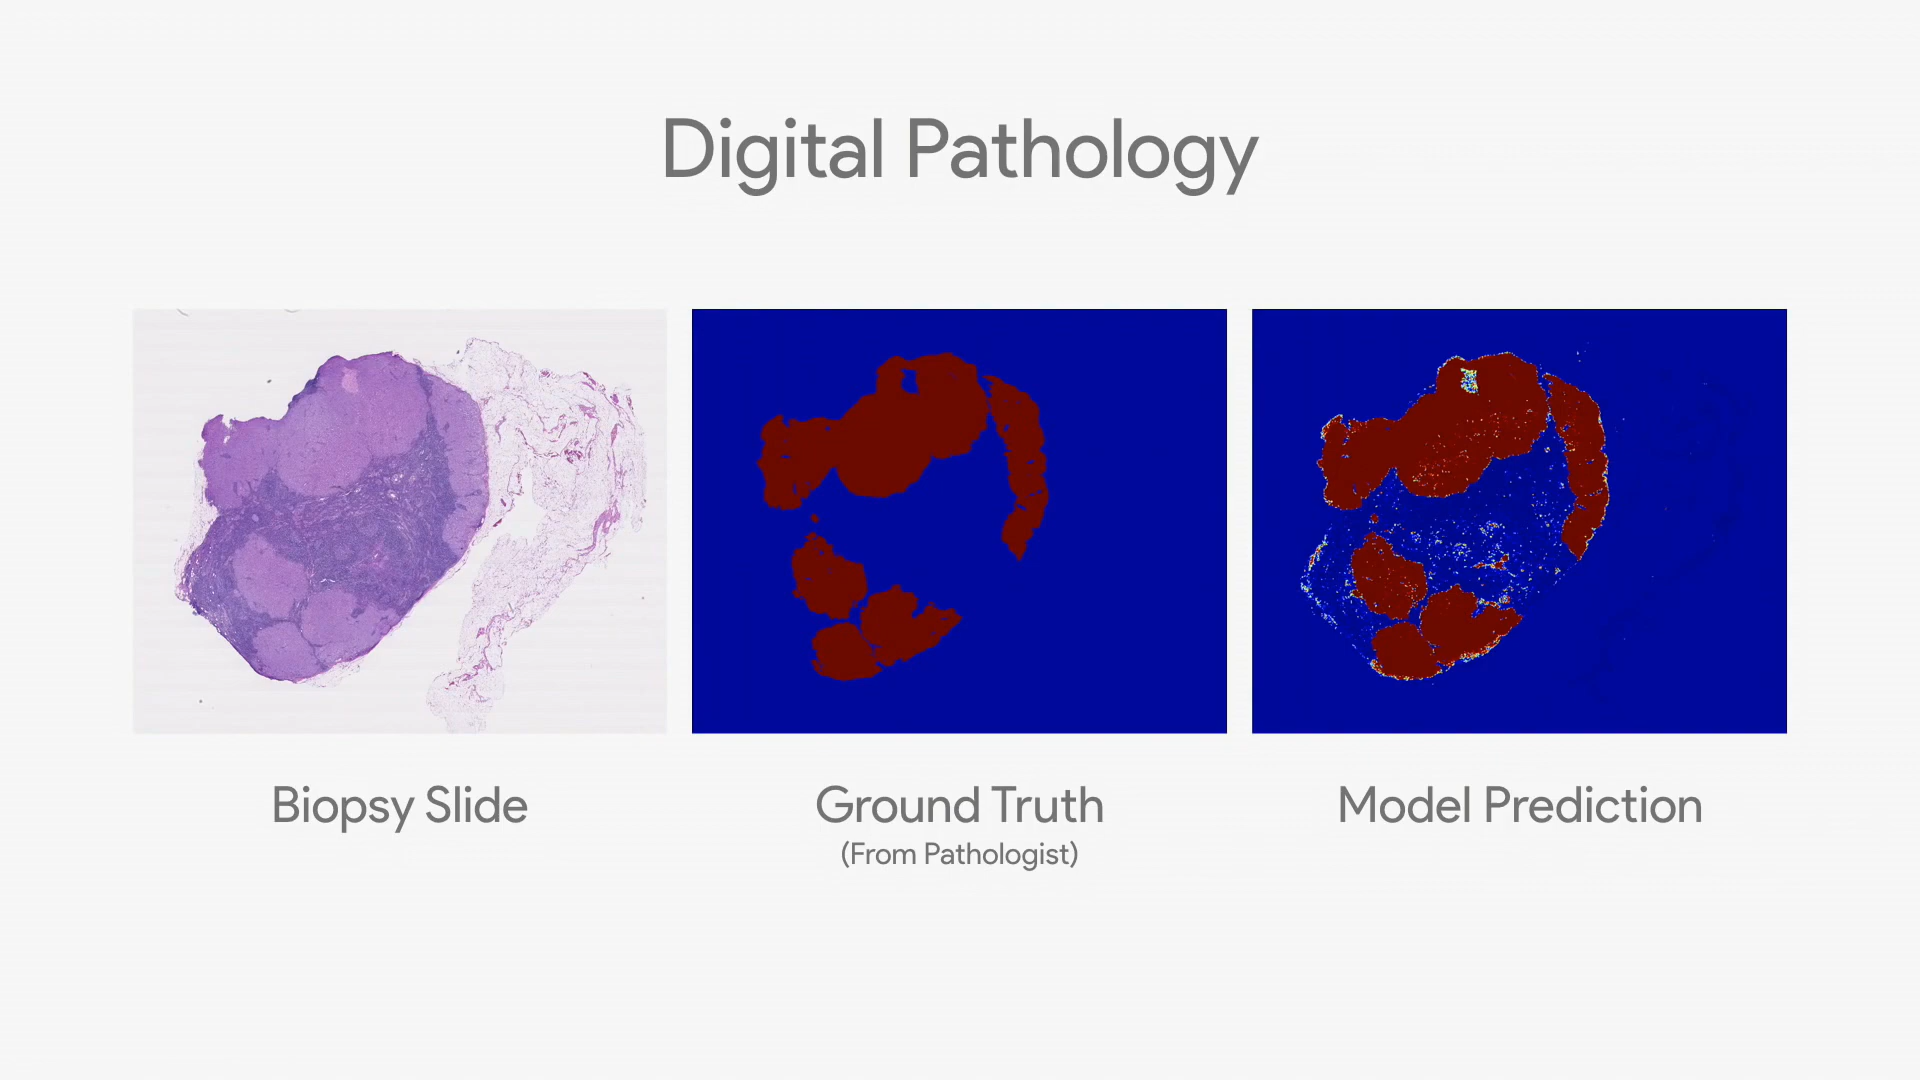 Digital Pathology
Biopsy Slide
Ground Truth
(From Pathologist)
Model Prediction